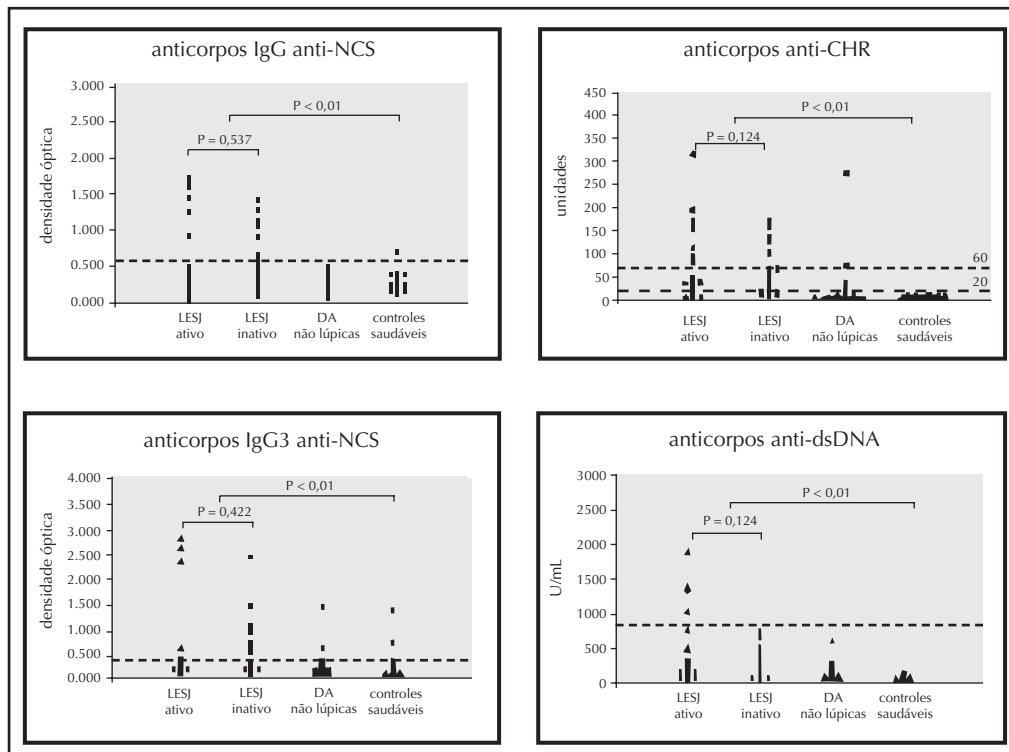 anticorpos IgG anti-NCS
3.000
2.500
2.000
1.500
1.000
0.500
0.000
densidade óptica
P < 0,01
P = 0,537
LESJ ativo
LESJ inativo
DA não lúpicas
controles saudáveis
anticorpos anti-CHR
450
400
350
300
250
200
150
100
50
0
unidades
P < 0,01
P = 0,124
60
20
LESJ ativo
LESJ inativo
DA não lúpicas
controles saudáveis
anticorpos IgG3 anti-NCS
4.000
3.500
3.000
2.500
2.000
1.500
1.000
0.500
0.000
densidade óptica
P < 0,01
P = 0,422
LESJ ativo
LESJ inativo
DA não lúpicas
controles saudáveis
anticorpos anti-dsDNA
3000
2500
2000
1500
1000
500
0
U/mL
P < 0,01
P = 0,124
LESJ ativo
LESJ inativo
DA não lúpicas
controles saudáveis